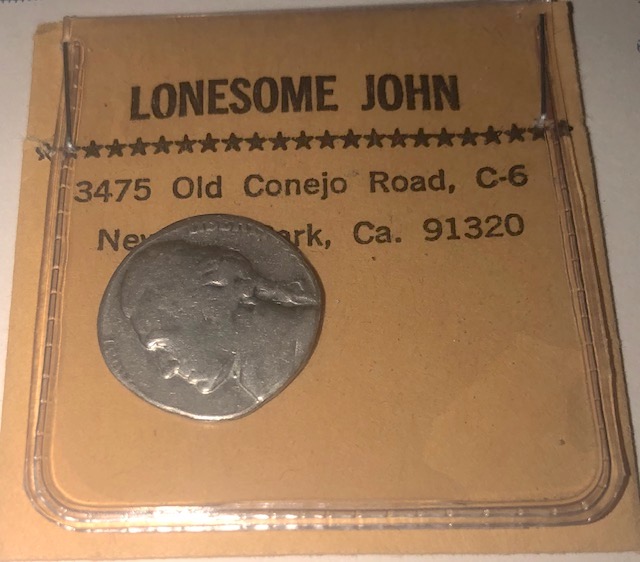 LONESOME JOHN
3475 Old Conejo Road, C-6
Ca. 91320